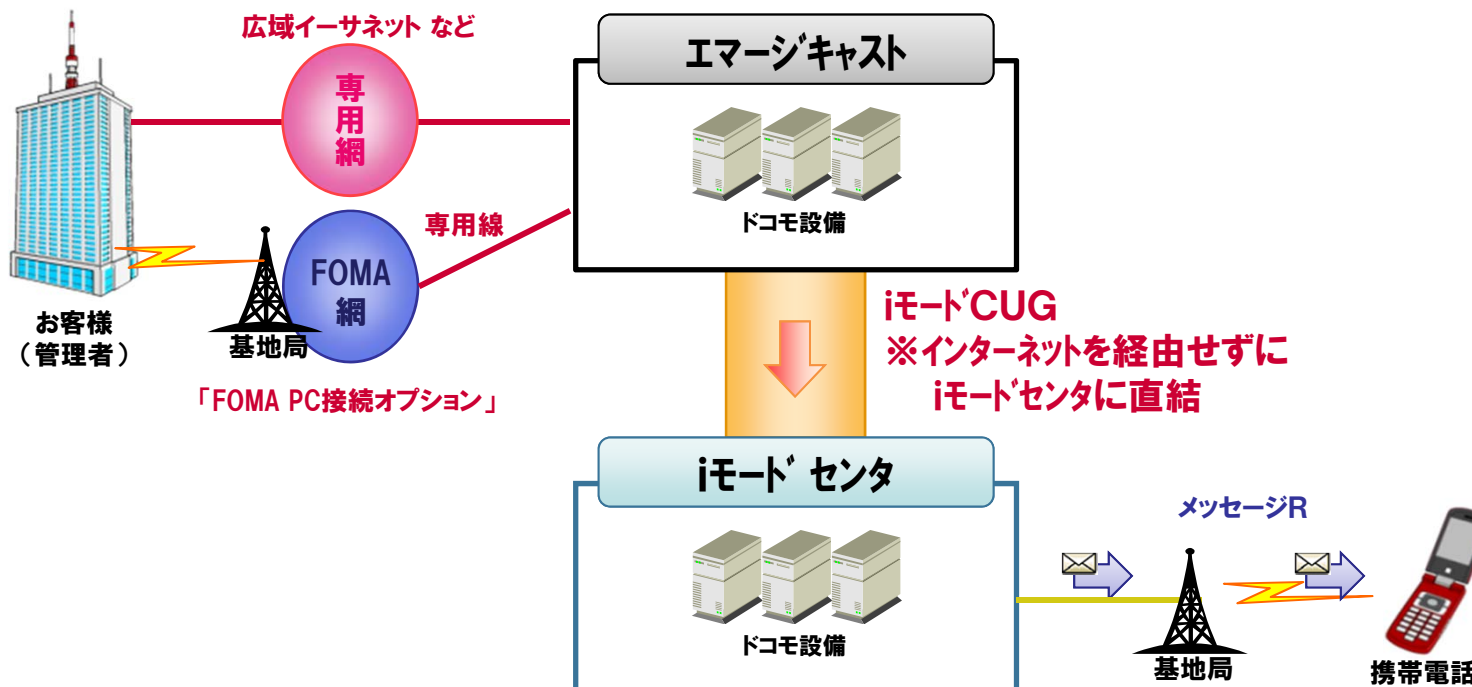 広域イーサネット など
専用網
エマージキャスト
ドコモ設備
専用線
FOMA
網
お客様
（管理者）
基地局
「FOMA PC接続オプション」
iモードCUG
※インターネットを経由せずに
iモードセンタに直結
iモード センタ
ドコモ設備
メッセージR
基地局
携帯電話